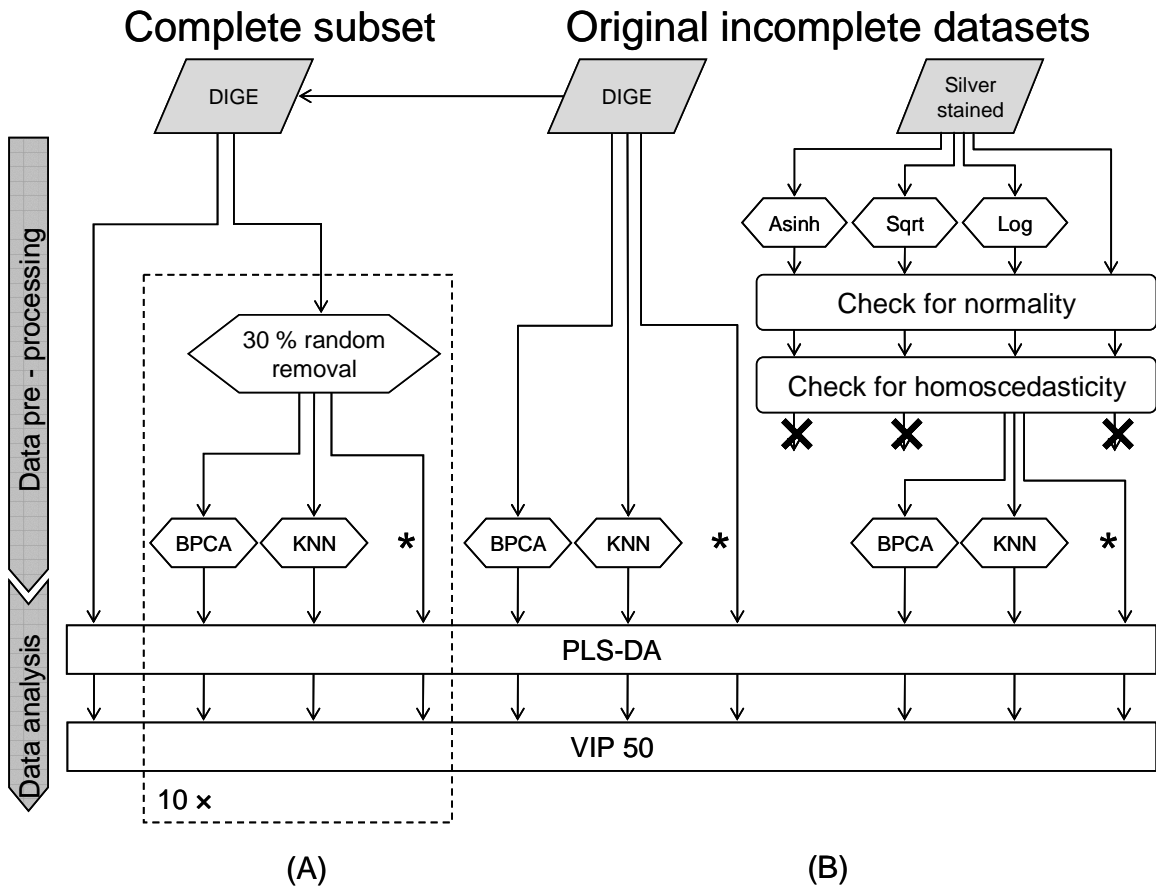 Complete subset
Original incomplete datasets
DIGE
DIGE
Silver
stained
Asinh
Sqrt
Log
Check for normality
30 % random
removal
Check for homoscedasticity
BPCA
KNN
*
BPCA
KNN
*
BPCA
KNN
*
PLS-DA
VIP 50
10 ×
Data pre - processing
Data analysis
(A)
(B)